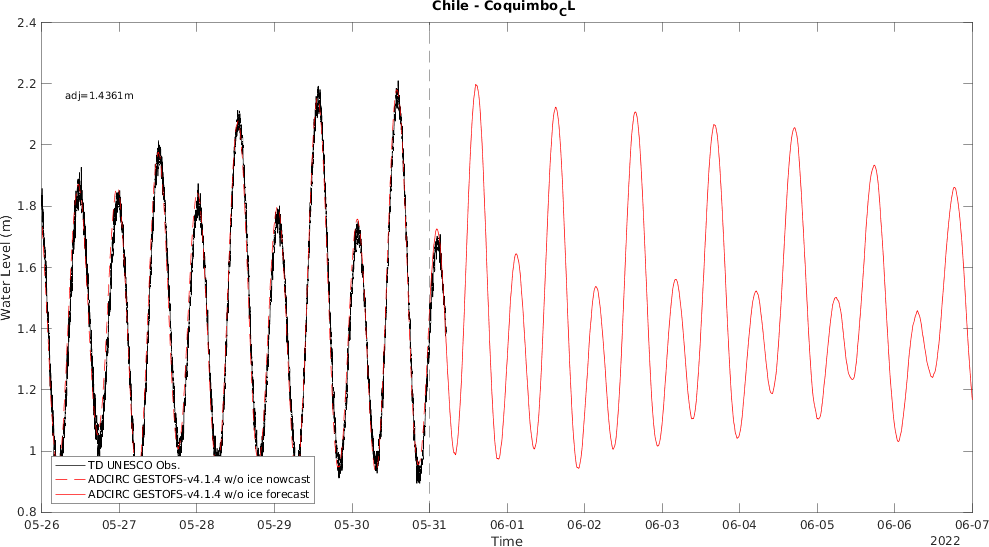 Chile - Coquimbo_CL
2.4
2.2
2
1.8
1.6
1.4
1.2
1
0.8
Water Level (m)
adj=1.4361m
TD UNESCO Obs.
ADCIRC GESTOFS-v4.1.4 w/o ice nowcast
ADCIRC GESTOFS-v4.1.4 w/o ice forecast
05-26 05-27 05-28 05-29 05-30 05-31 06-01 06-02 06-03 06-04 06-05 06-06 06-07
Time
2022